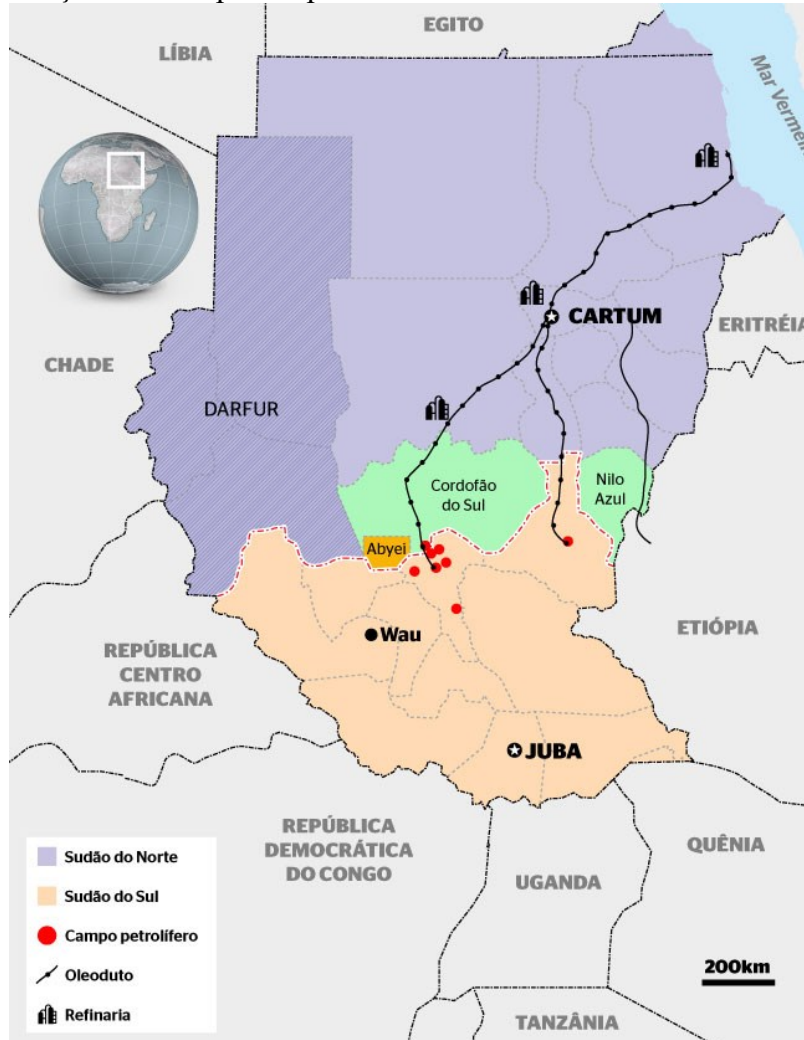 EGITO
LÍBIA
Mar Vermelh
CARTUM
ERITRÉIA
CHADE
DARFUR
Cordofão
do Sul
Nilo
Azul
Abyei
Wau
ETIÓPIA
REPÚBLICA
CENTRO
AFRICANA
JUBA
REPÚBLICA
DEMOCRÁTICA
DO CONGO
QUÊNIA
UGANDA
Sudão do Norte
Sudão do Sul
Campo petrolífero
Oleoduto
Refinaria
200km
TANZÂNIA